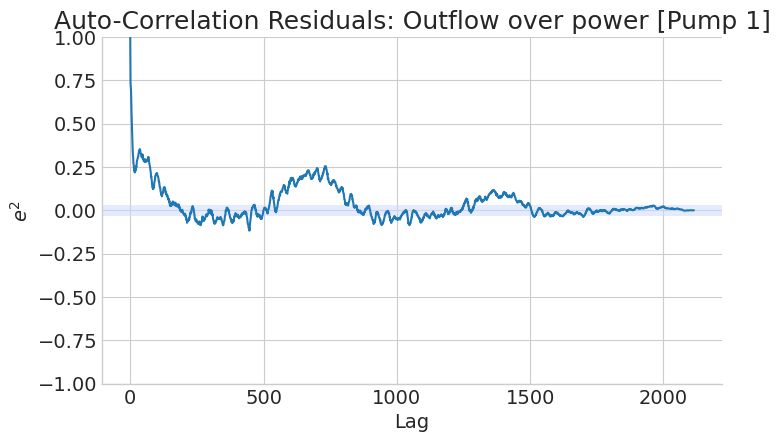 Auto-Correlation Residuals: Outflow over power [Pump 1]
1.00
0.75
0.50
0.25
0.00
−0.25
−0.50
−0.75
−1.00
e²
0 500 1000 1500 2000
Lag